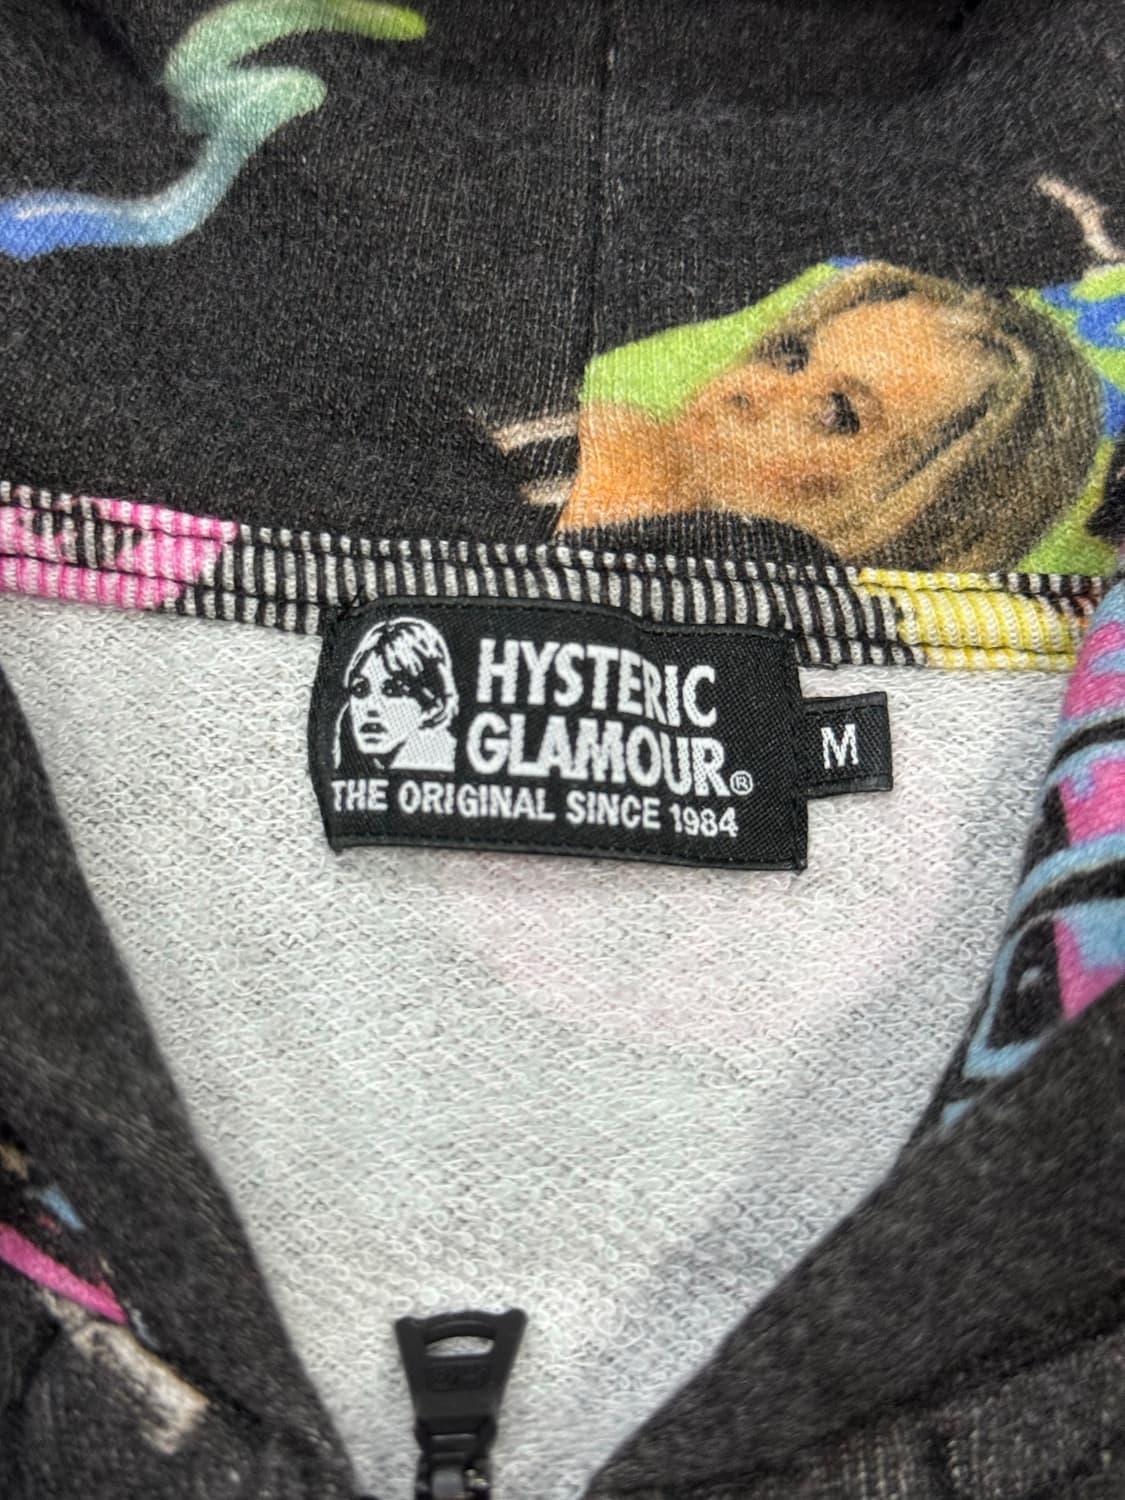 HYSTERIC
GLAMOUR®
THE ORIGINAL SINCE 1984
M